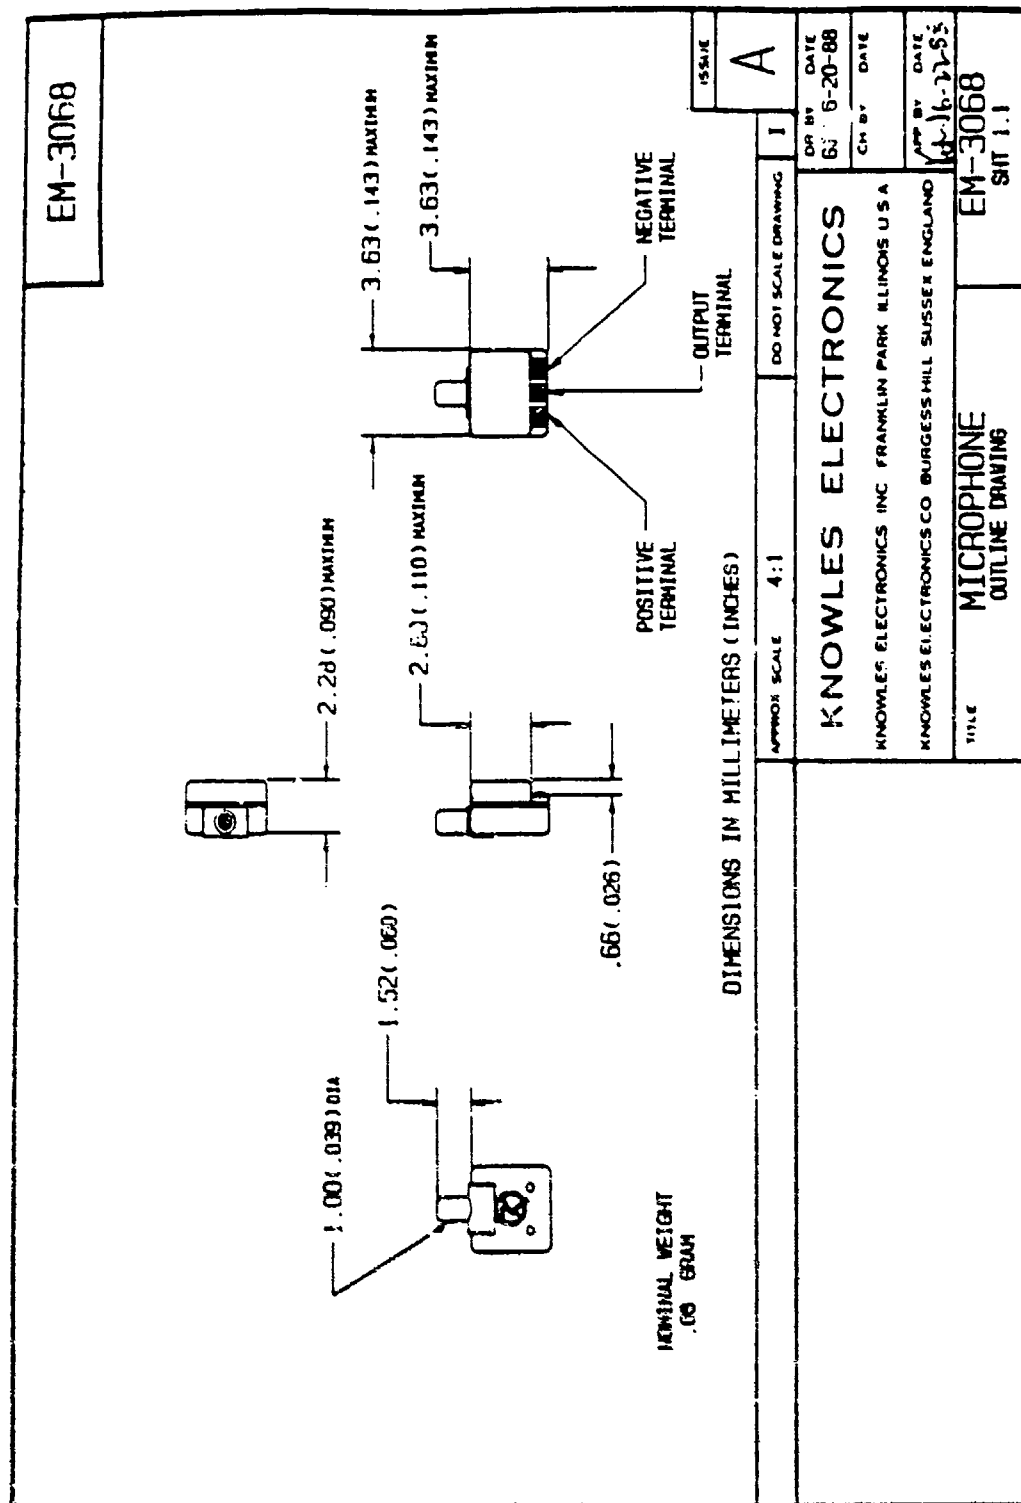 EM-3068
3.63(.143)MAXIMUM
3.63(.143)MAXIMUM
2.28(.090)MAXIMUM
(.110)MAXIMUM
1.52(.060)
1.00(.039)DIA
.66(.026)
NEGATIVE
TERMINAL
OUTPUT
TERMINAL
POSITIVE
TERMINAL
NOMINAL WEIGHT
GRAM
DIMENSIONS IN MILLIMETERS (INCHES)
ISSUE
A
APPROX SCALE 4:1
DO NOT SCALE DRAWING
I
KNOWLES ELECTRONICS
KNOWLES ELECTRONICS INC FRANKLIN PARK ILLINOIS U S A
KNOWLES ELECTRONICS CO BURGESS HILL SUSSEX ENGLAND
DR BY DATE
6-20-88
CH BY DATE
APP BY DATE
TITLE
MICROPHONE
OUTLINE DRAWING
EM-3068
SHT 1.1